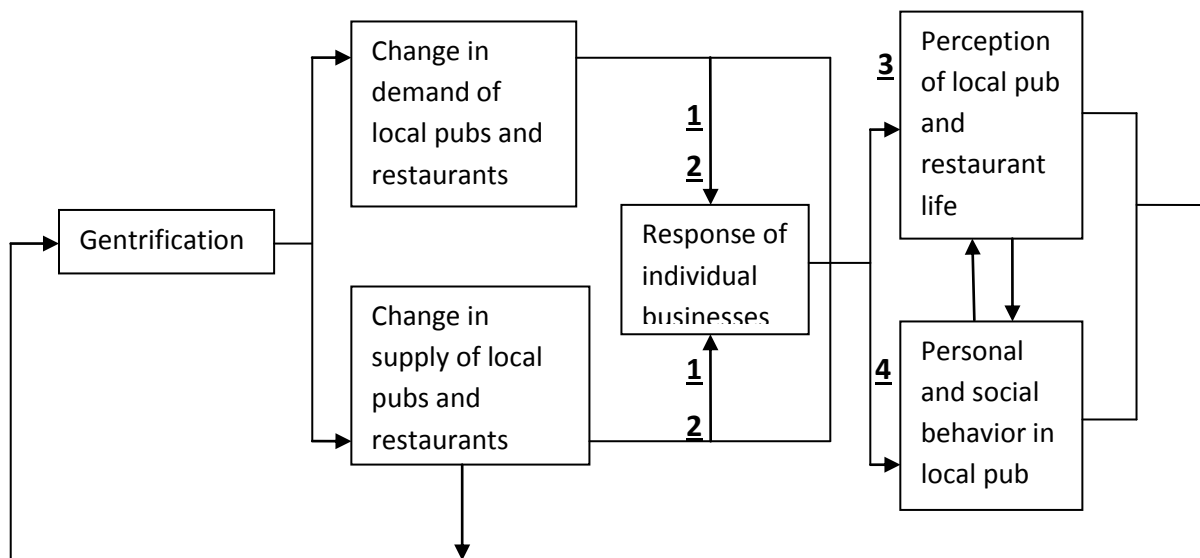 Change in
demand of
local pubs and
restaurants
Gentrification
Change in
supply of local
pubs and
restaurants
1
2
Response of
individual
businesses
1
2
3
Perception
of local pub
and
restaurant
life
4
Personal
and social
behavior in
local pub